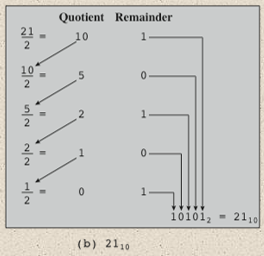 Quotient Remainder
21/2 = 10 1
10/2 = 5 0
5/2 = 2 1
2/2 = 1 0
1/2 = 0 1
10101₂ = 21₁₀
(b) 21₁₀